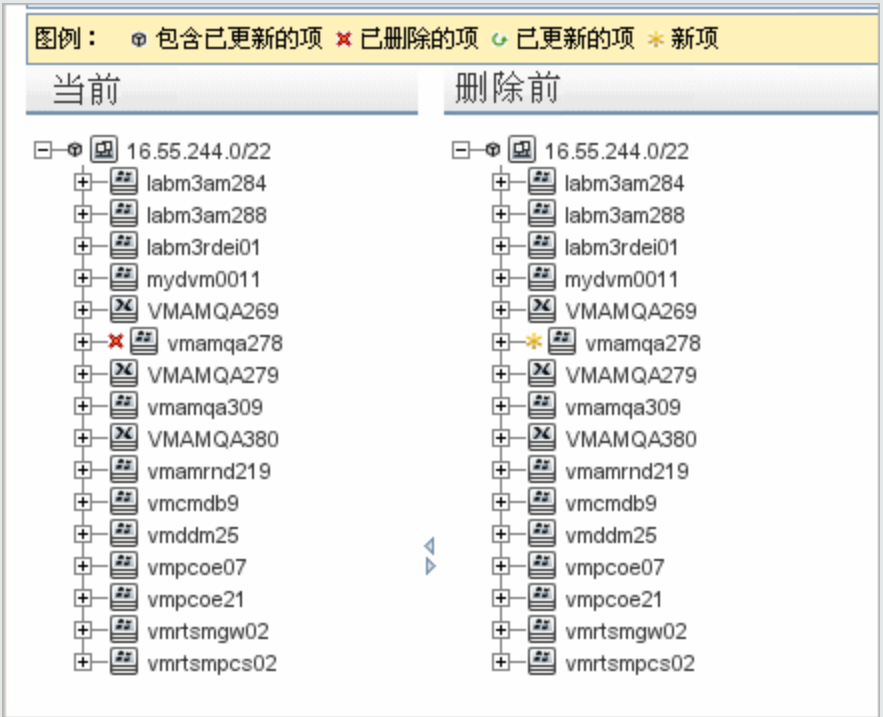 图例： 包含已更新的项 已删除的项 已更新的项 新项
当前
16.55.244.0/22
labm3am284
labm3am288
labm3rdei01
mydvm0011
VMAMQA269
vmamqa278
VMAMQA279
vmamqa309
VMAMQA380
vmamrnd219
vmcmdb9
vmddm25
vmpcoe07
vmpcoe21
vmrtsmgw02
vmrtsmpcs02
删除前
16.55.244.0/22
labm3am284
labm3am288
labm3rdei01
mydvm0011
VMAMQA269
vmamqa278
VMAMQA279
vmamqa309
VMAMQA380
vmamrnd219
vmcmdb9
vmddm25
vmpcoe07
vmpcoe21
vmrtsmgw02
vmrtsmpcs02